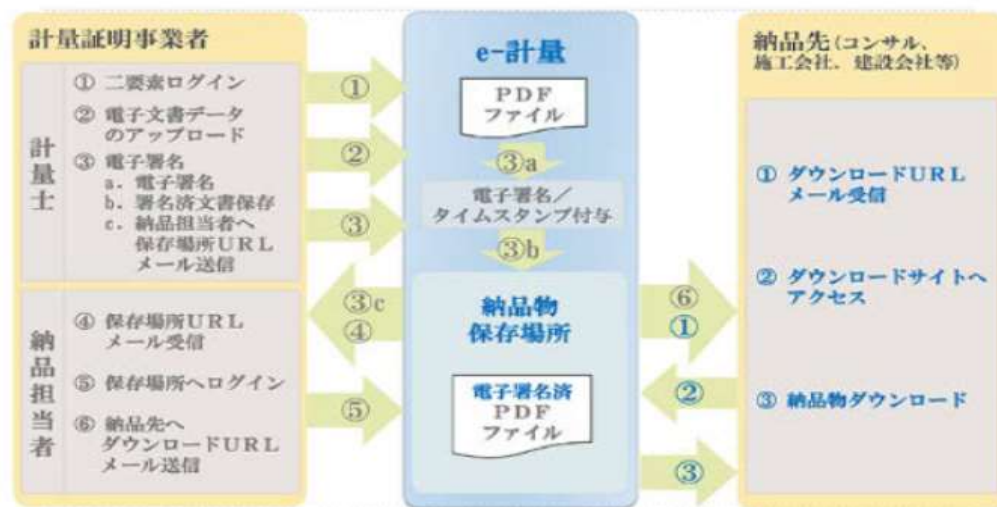 計量証明事業者
計量士
① 二要素ログイン
② 電子文書データ
のアップロード
③ 電子署名
a. 電子署名
b. 署名済文書保存
c. 納品担当者へ
保存場所URL
メール送信
納品担当者
④ 保存場所URL
メール受信
⑤ 保存場所へログイン
⑥ 納品先へ
ダウンロードURL
メール送信
①
②
③
③c
④
⑤
e-計量
PDF
ファイル
③a
電子署名/
タイムスタンプ付与
③b
納品物
保存場所
電子署名済
PDF
ファイル
⑥
①
②
③
納品先(コンサル、
施工会社、建設会社等)
① ダウンロードURL
メール受信
② ダウンロードサイトへ
アクセス
③ 納品物ダウンロード